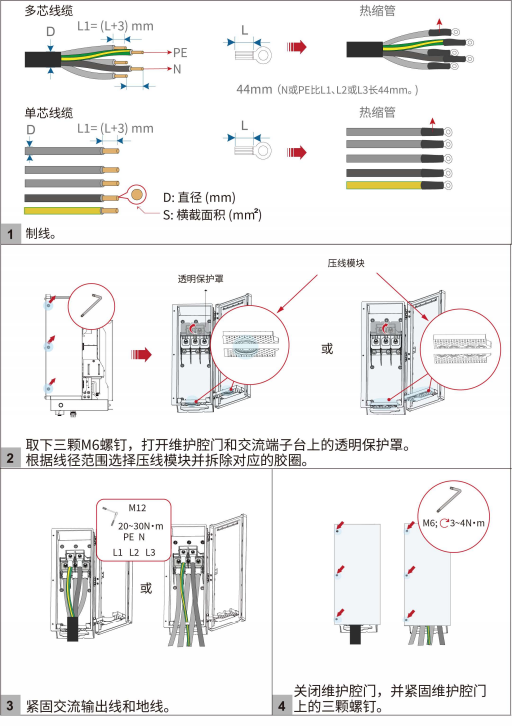 多芯线缆
热缩管
L1= (L+3) mm
D
L
PE
N
44mm（N或PE比L1、L2或L3长44mm。）
单芯线缆
热缩管
L1= (L+3) mm
D
L
D: 直径 (mm)
S: 横截面积 (mm²)
1 制线。
压线模块
透明保护罩
或
2 取下三颗M6螺钉，打开维护腔门和交流端子台上的透明保护罩。
根据线径范围选择压线模块并拆除对应的胶圈。
M12
20~30N·m
PE N
L1 L2 L3
或
M6; 3~4N·m
3 紧固交流输出线和地线。
4 关闭维护腔门，并紧固维护腔门
上的三颗螺钉。